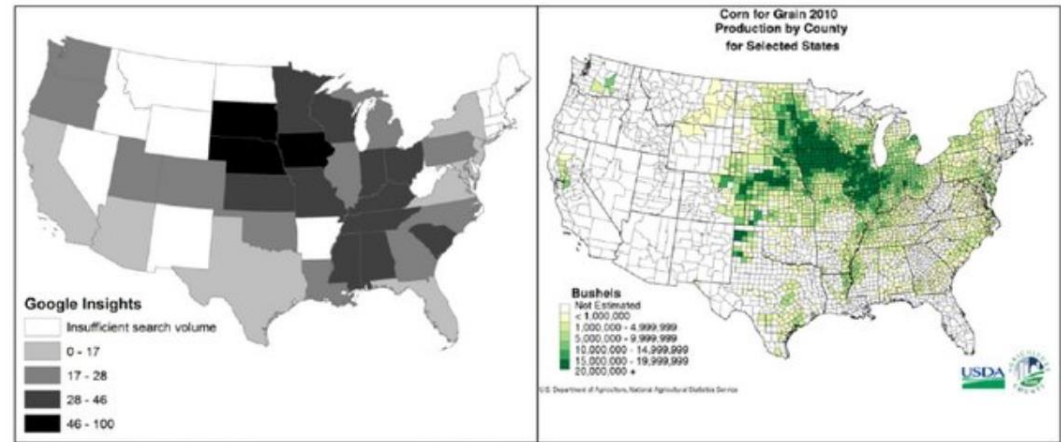 Google Insights
Insufficient search volume
0 - 17
17 - 28
28 - 46
46 - 100
Corn for Grain 2010
Production by County
for Selected States
Bushels
Not Estimated
< 1,000,000
1,000,000 - 4,999,999
5,000,000 - 9,999,999
10,000,000 - 14,999,999
15,000,000 - 19,999,999
20,000,000 +
USDA
U.S. Department of Agriculture, National Agricultural Statistics Service